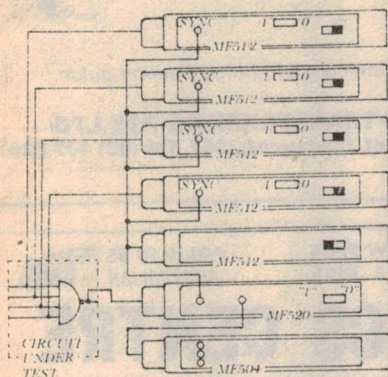 SYNC 1 0
MF512
SYNC 1 0
MF512
SYNC 1 0
MF512
SYNC 1 0
MF512
MF512
"1" "0"
MF520
MF504
CIRCUIT
UNDER
TEST